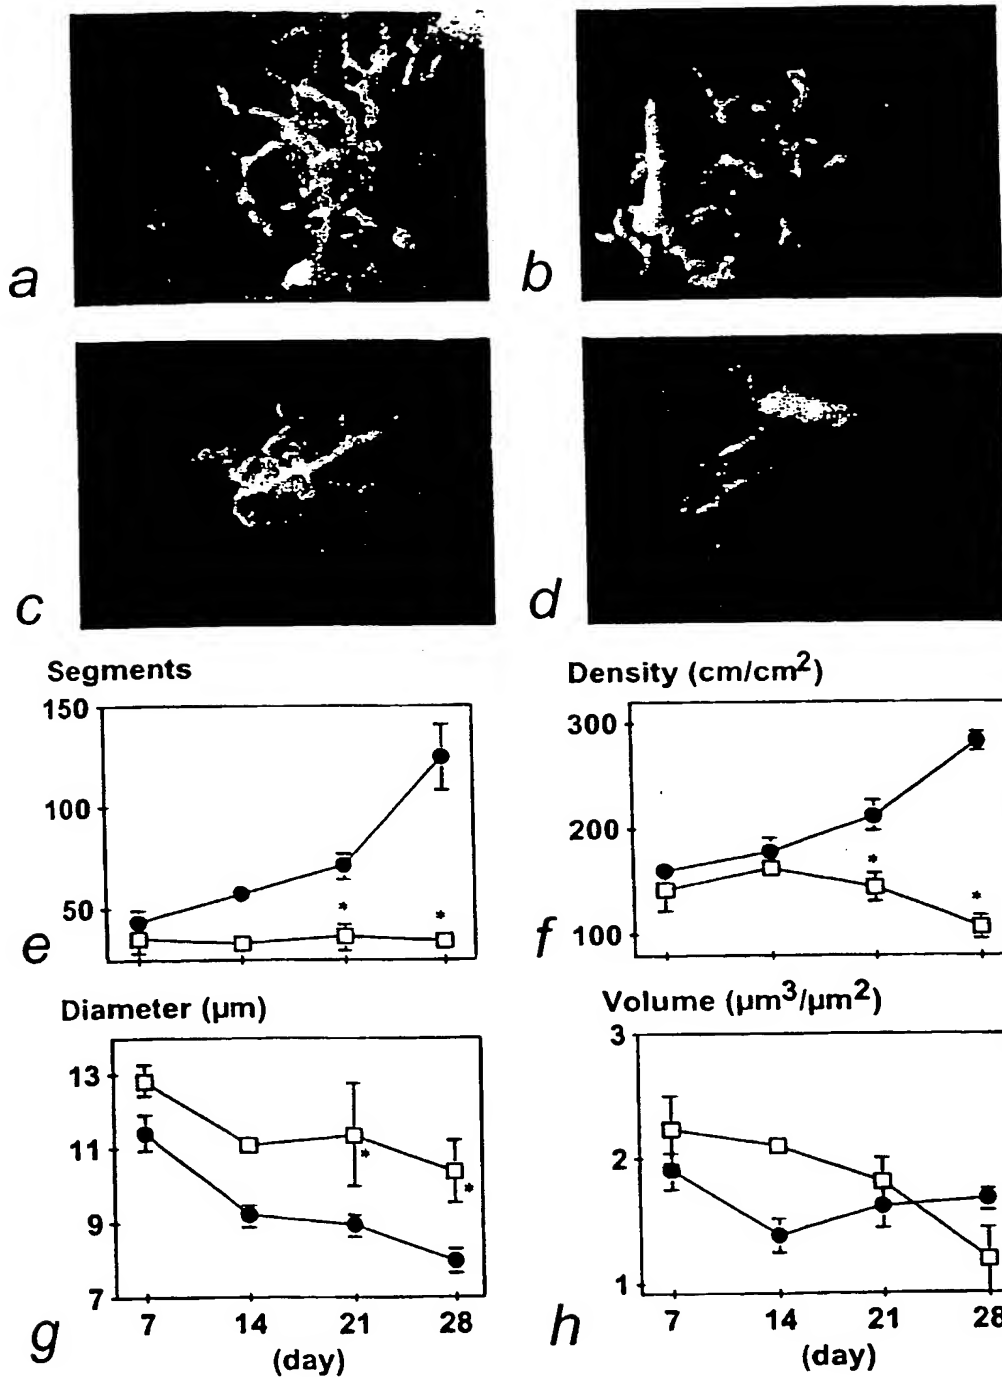 a
b
c
d
Segments
150
100
50
e
*
*
Density (cm/cm²)
300
200
100
f
*
*
Diameter (µm)
13
11
9
7
g
*
*
7
14
21
28
(day)
Volume (µm³/µm²)
3
2
1
h
7
14
21
28
(day)